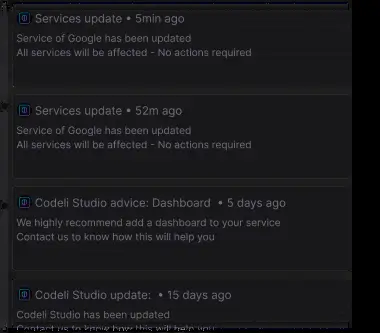 Services update • 5min ago
Service of Google has been updated
All services will be affected - No actions required
Services update • 52m ago
Service of Google has been updated
All services will be affected - No actions required
Codeli Studio advice: Dashboard • 5 days ago
We highly recommend add a dashboard to your service
Contact us to know how this will help you
Codeli Studio update: • 15 days ago
Codeli Studio has been updated
Contact us to know how this will help you